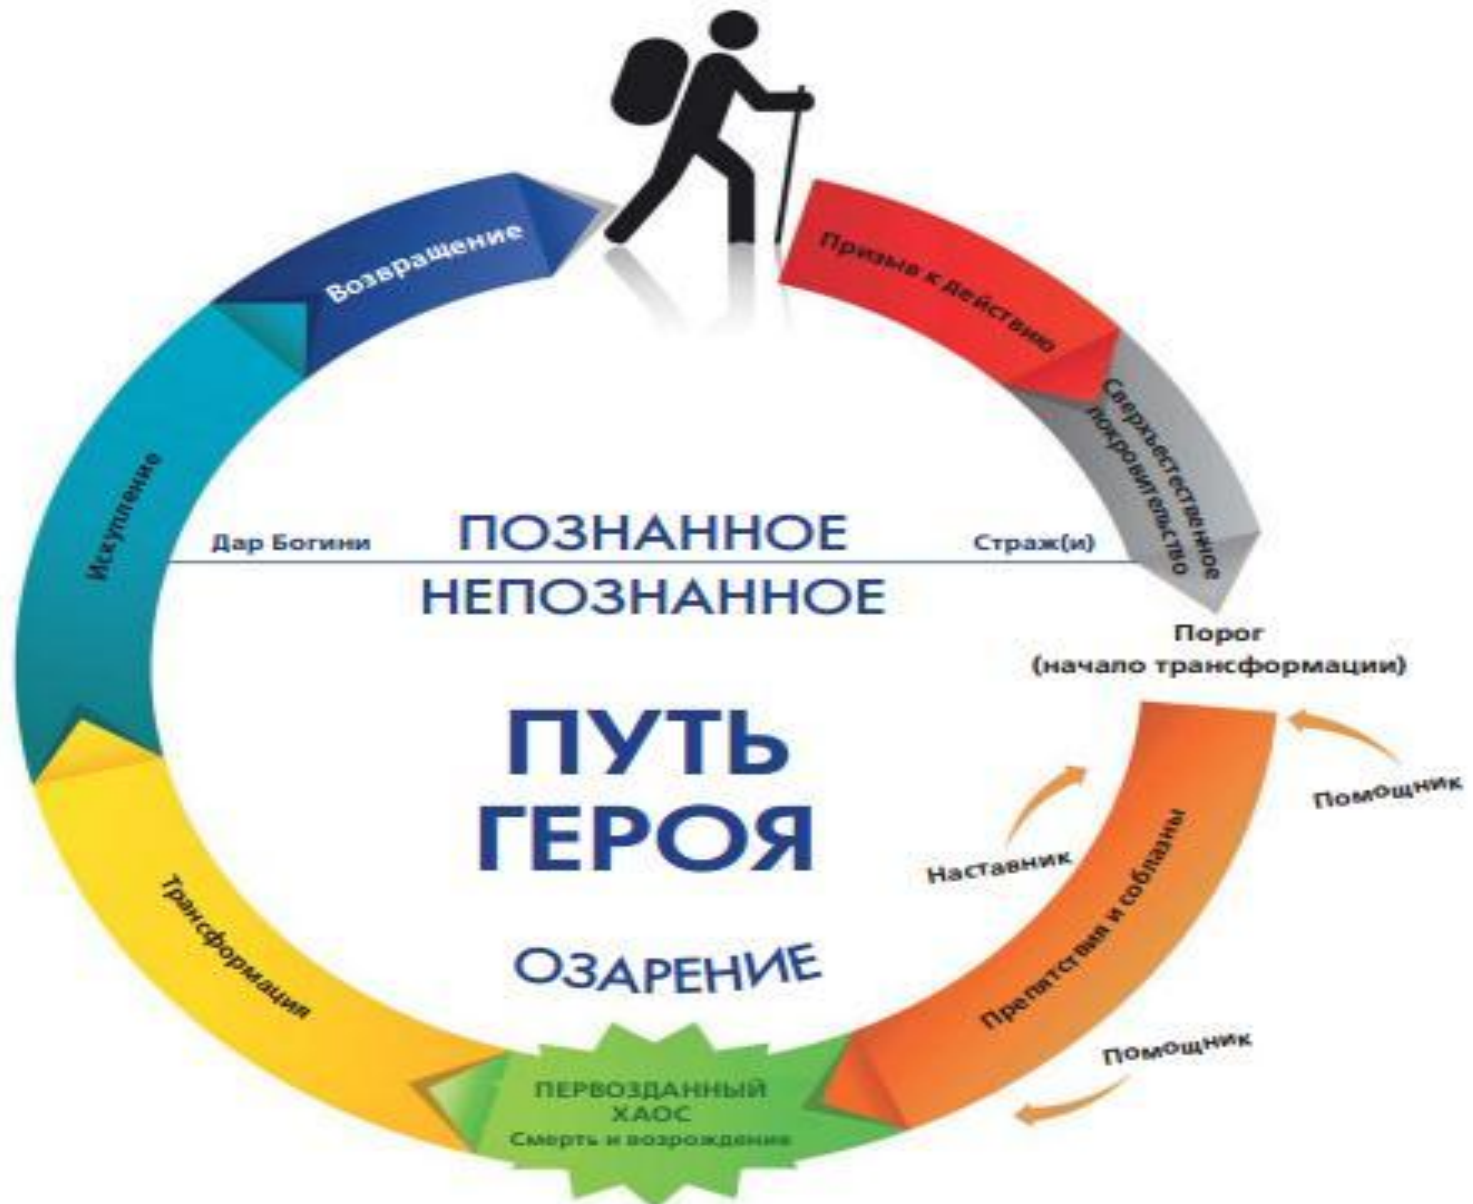 Возвращение
Призыв к действию
Сверхъестественное
покровительство
Искупление
Дар Богини
ПОЗНАННОЕ
Страж(и)
НЕПОЗНАННОЕ
Порог
(начало трансформации)
ПУТЬ
ГЕРОЯ
Помощник
Наставник
Препятствия и соблазны
Трансформация
ОЗАРЕНИЕ
Помощник
ПЕРВОЗДАННЫЙ
ХАОС
Смерть и возрождение